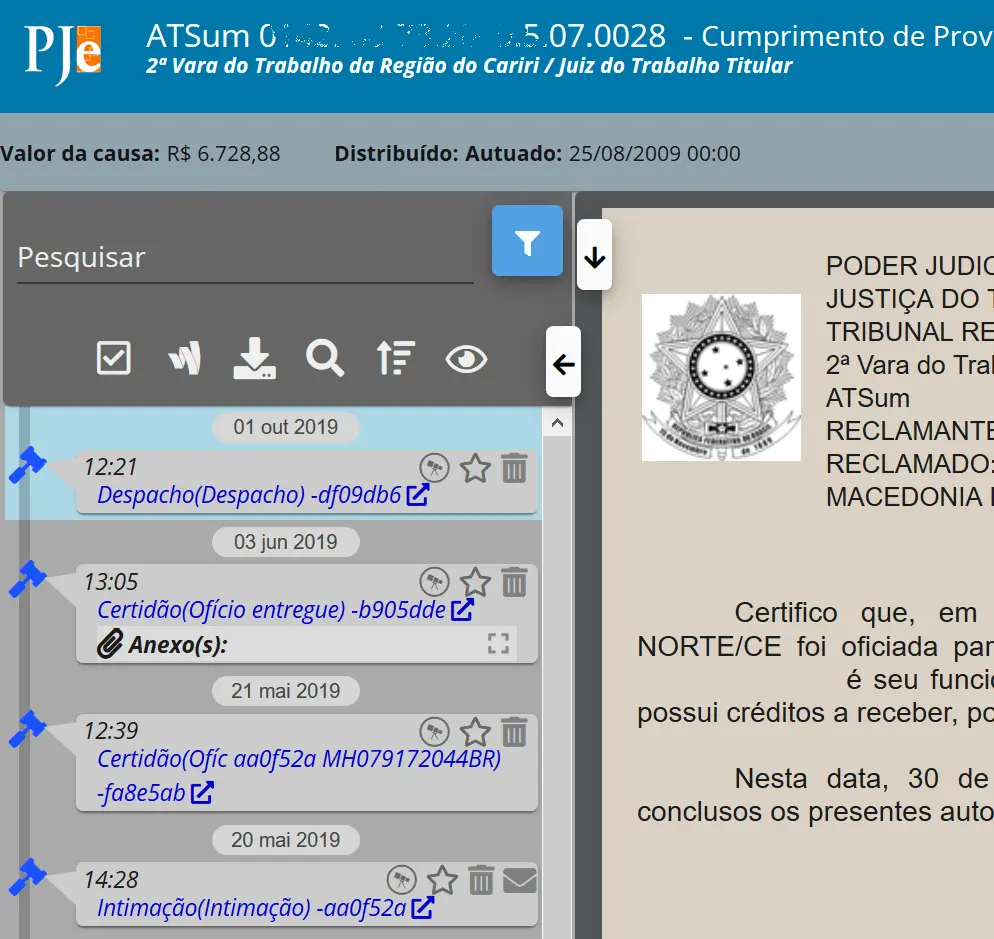 PJe
ATSum 0 5.07.0028 - Cumprimento de Prov
2ª Vara do Trabalho da Região do Cariri / Juiz do Trabalho Titular
Valor da causa: R$ 6.728,88 Distribuído: Autuado: 25/08/2009 00:00
Pesquisar
01 out 2019
12:21
Despacho(Despacho) -df09db6
03 jun 2019
13:05
Certidão(Ofício entregue) -b905dde
Anexo(s):
21 mai 2019
12:39
Certidão(Ofíc aa0f52a MH079172044BR)
-fa8e5ab
20 mai 2019
14:28
Intimação(Intimação) -aa0f52a
PODER JUDIC
JUSTIÇA DO T
TRIBUNAL RE
2ª Vara do Tral
ATSum
RECLAMANTE
RECLAMADO:
MACEDONIA
Certifico que, em
NORTE/CE foi oficiada par
é seu funcio
possui créditos a receber, po
Nesta data, 30 de
conclusos os presentes auto